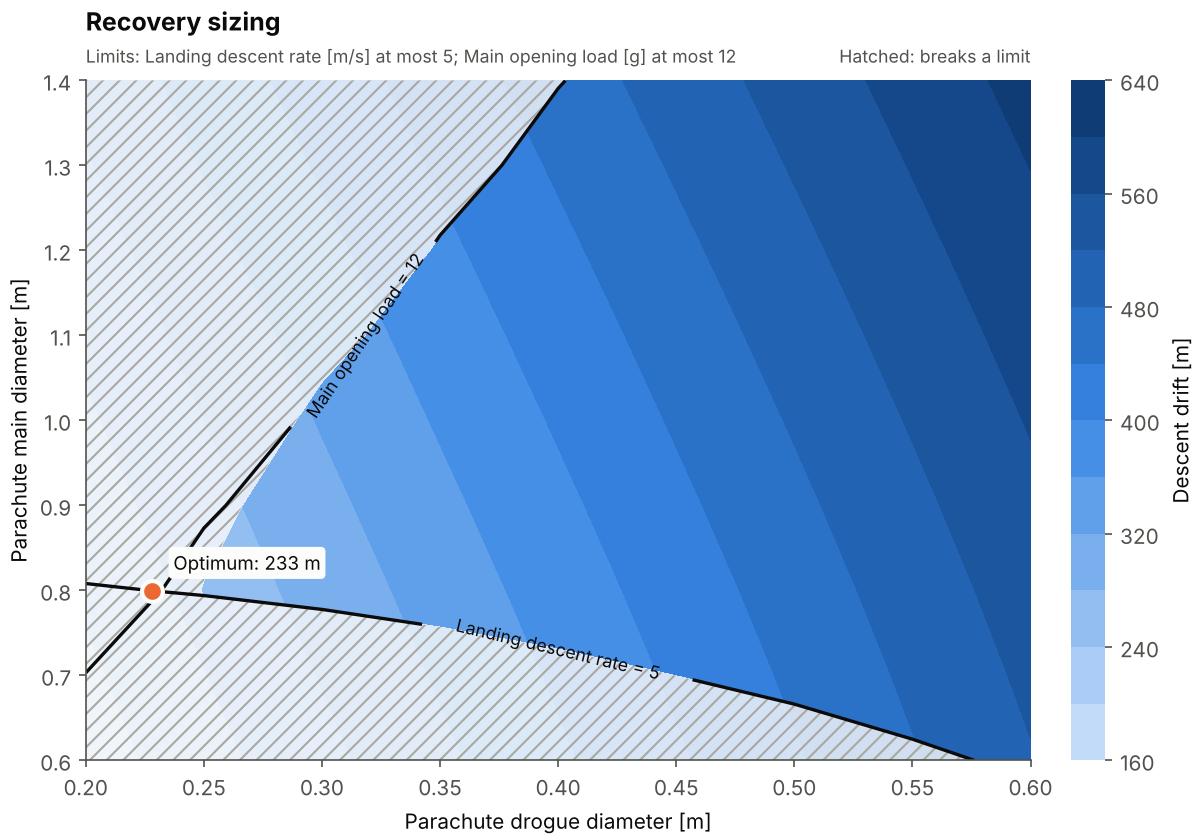 Recovery sizing
Limits: Landing descent rate [m/s] at most 5; Main opening load [g] at most 12
Hatched: breaks a limit
1.4
1.3
1.2
1.1
1.0
0.9
0.8
0.7
0.6
Parachute main diameter [m]
Main opening load = 12
Optimum: 233 m
Landing descent rate = 5
0.20
0.25
0.30
0.35
0.40
0.45
0.50
0.55
0.60
Parachute drogue diameter [m]
640
560
480
400
320
240
160
Descent drift [m]